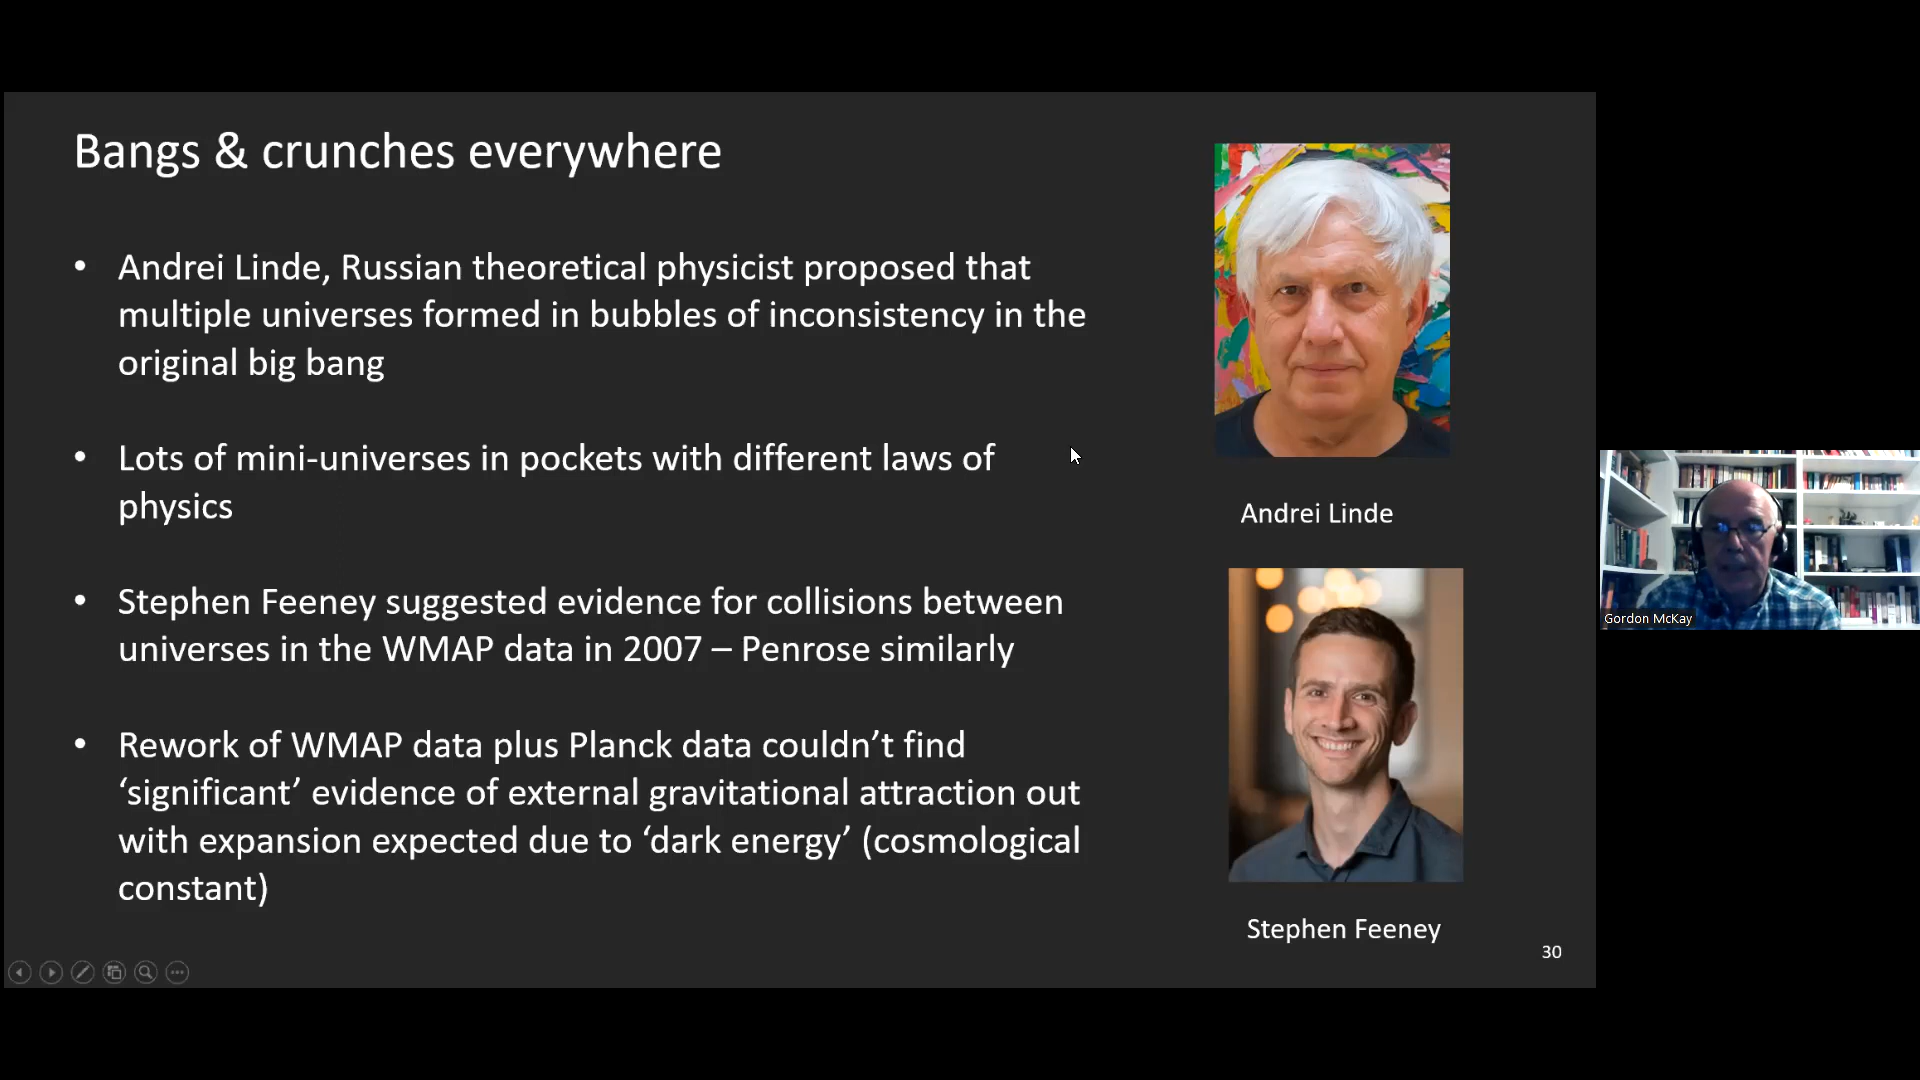 Bangs & crunches everywhere
• Andrei Linde, Russian theoretical physicist proposed that
multiple universes formed in bubbles of inconsistency in the
original big bang
• Lots of mini-universes in pockets with different laws of
physics
• Stephen Feeney suggested evidence for collisions between
universes in the WMAP data in 2007 – Penrose similarly
• Rework of WMAP data plus Planck data couldn’t find
‘significant’ evidence of external gravitational attraction out
with expansion expected due to ‘dark energy’ (cosmological
constant)
Andrei Linde
Stephen Feeney
30
Gordon McKay